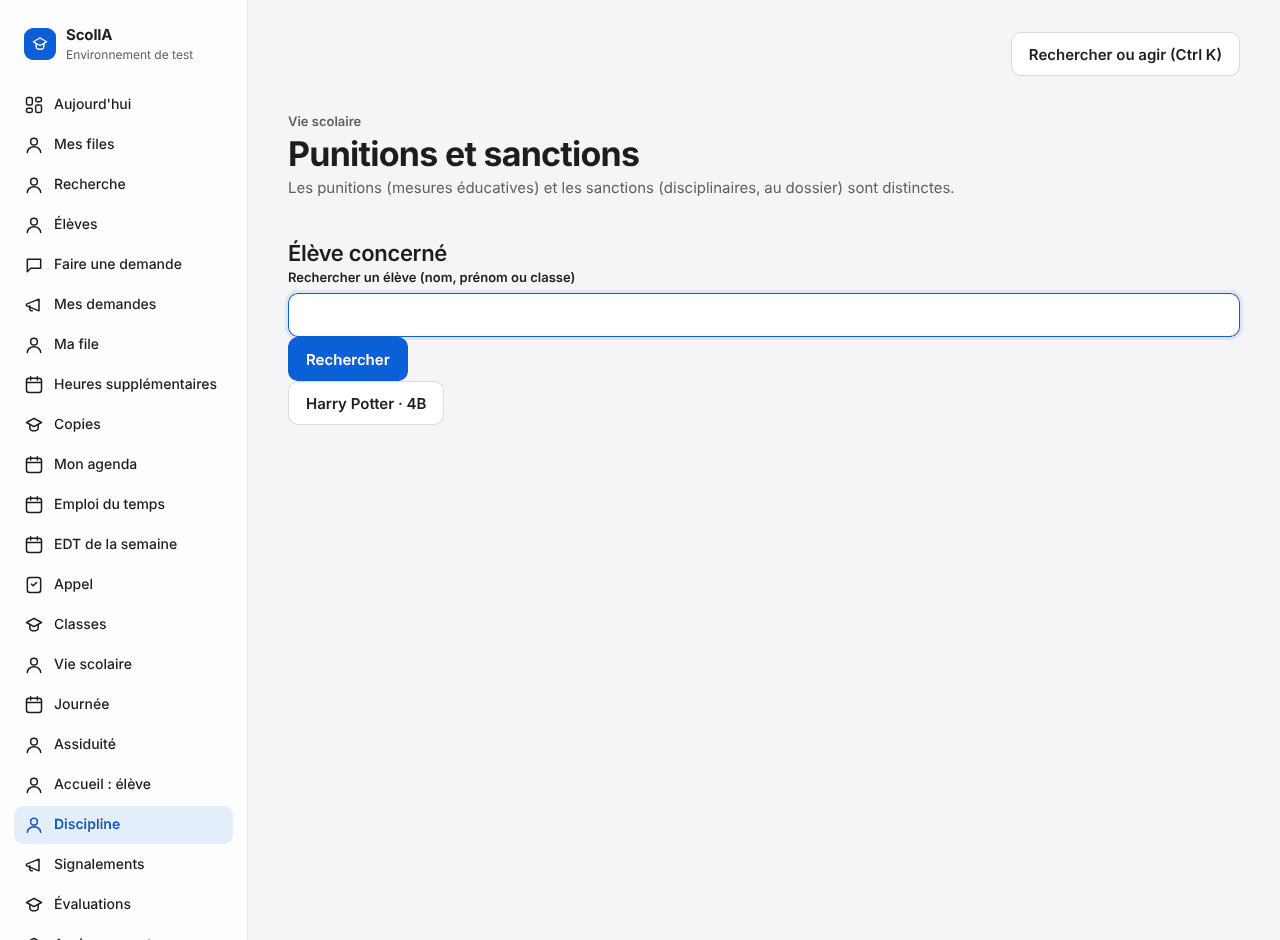 ScolIA
Environnement de test
Aujourd'hui
Mes files
Recherche
Élèves
Faire une demande
Mes demandes
Ma file
Heures supplémentaires
Copies
Mon agenda
Emploi du temps
EDT de la semaine
Appel
Classes
Vie scolaire
Journée
Assiduité
Accueil : élève
Discipline
Signalements
Évaluations
Rechercher ou agir (Ctrl K)
Vie scolaire
Punitions et sanctions
Les punitions (mesures éducatives) et les sanctions (disciplinaires, au dossier) sont distinctes.
Élève concerné
Rechercher un élève (nom, prénom ou classe)
Rechercher
Harry Potter · 4B